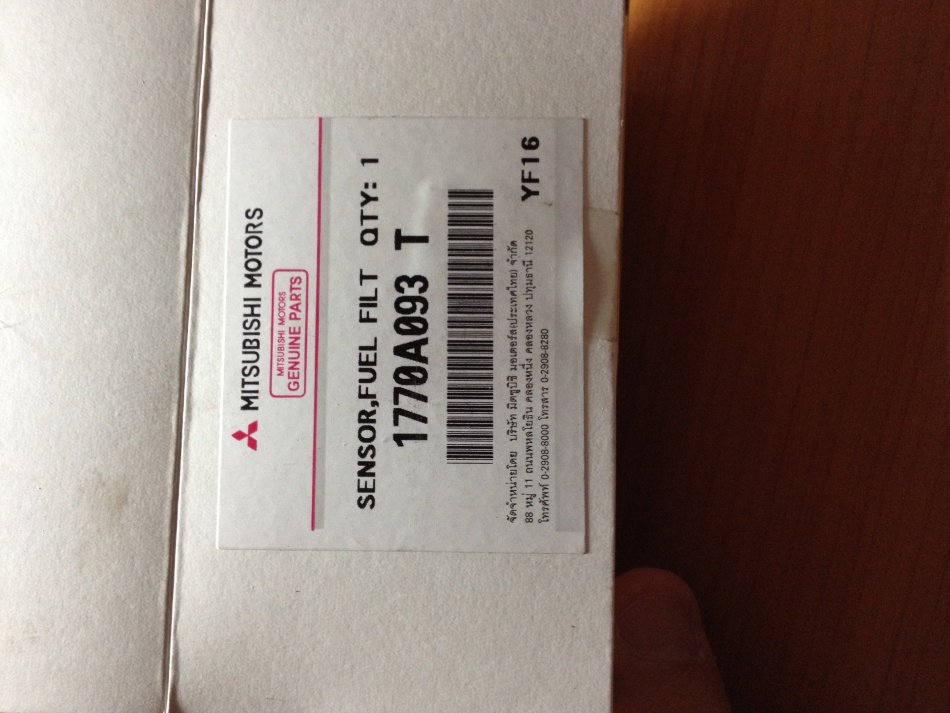 MITSUBISHI MOTORS
MITSUBISHI MOTORS
GENUINE PARTS
SENSOR,FUEL FILT QTY: 1
1770A093 T
จัดจำหน่ายโดย บริษัท มิตซูบิชิ มอเตอร์ส(ประเทศไทย) จำกัด
88 หมู่ 11 ถนนพหลโยธิน คลองหนึ่ง คลองหลวง ปทุมธานี 12120
โทรศัพท์ 0-2908-8000 โทรสาร 0-2908-8280
YF16